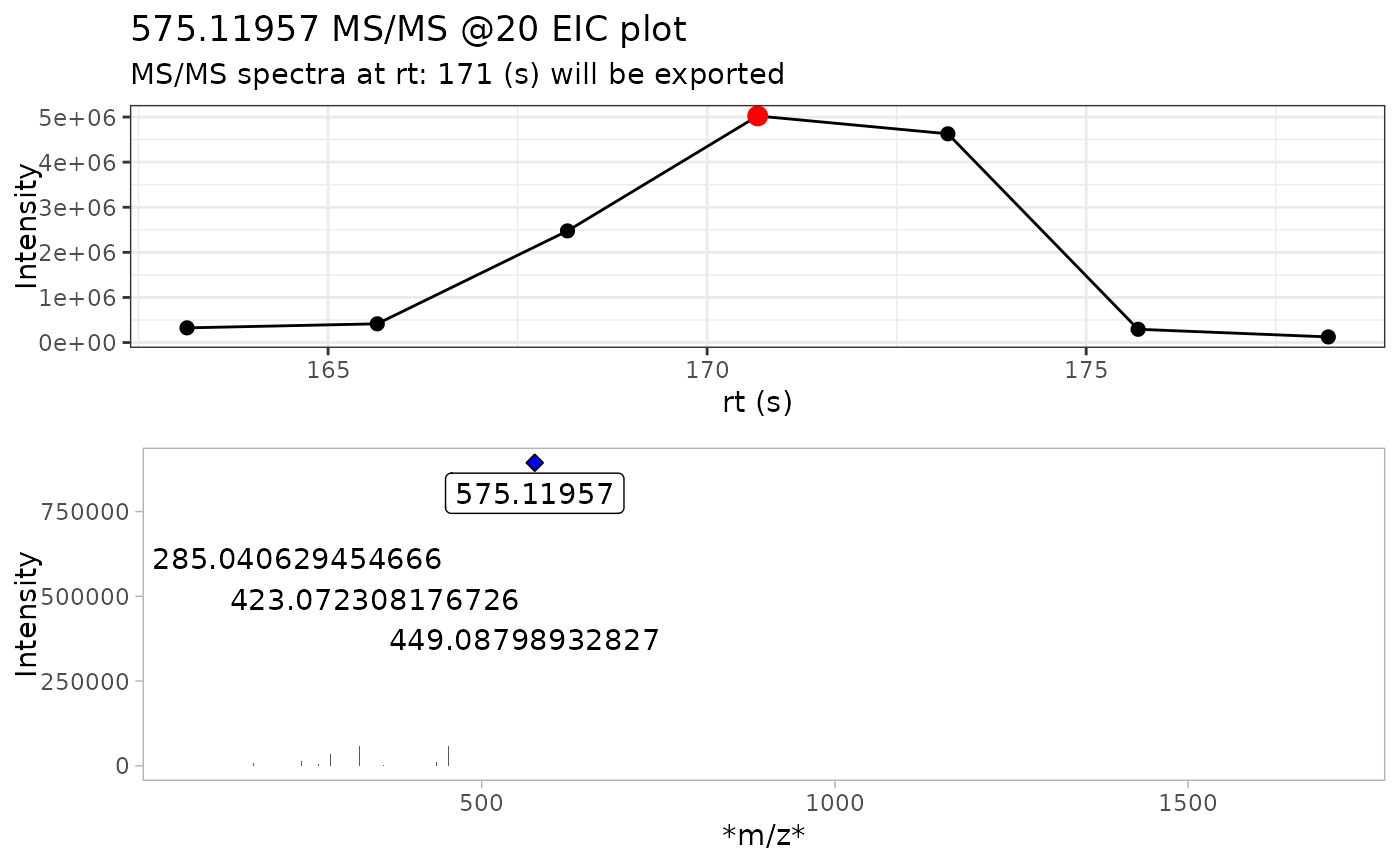 575.11957 MS/MS @20 EIC plot
MS/MS spectra at rt: 171 (s) will be exported
Intensity
5e+06
4e+06
3e+06
2e+06
1e+06
0e+00
165 170 175
rt (s)
575.11957
Intensity
750000
285.040629454666
500000 423.072308176726
449.08798932827
250000
0
500 1000 1500
*m/z*